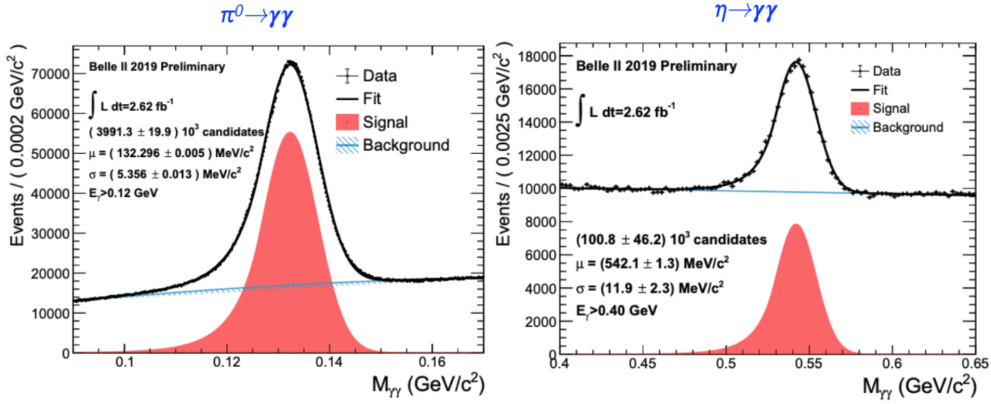 π⁰→γγ
η→γγ
Events / ( 0.0002 GeV/c²)
70000
60000
50000
40000
30000
20000
10000
0
Belle II 2019 Preliminary
∫ L dt=2.62 fb⁻¹
( 3991.3 ± 19.9 ) 10³ candidates
μ = ( 132.296 ± 0.005 ) MeV/c²
σ = ( 5.356 ± 0.013 ) MeV/c²
Eγ>0.12 GeV
Data
Fit
Signal
Background
0.1
0.12
0.14
0.16
Mγγ (GeV/c²)
Events / ( 0.0025 GeV/c²)
18000
16000
14000
12000
10000
8000
6000
4000
2000
0
Belle II 2019 Preliminary
∫ L dt=2.62 fb⁻¹
Data
Fit
Signal
Background
(100.8 ± 46.2) 10³ candidates
μ = (542.1 ± 1.3) MeV/c²
σ = (11.9 ± 2.3) MeV/c²
Eγ>0.40 GeV
0.4
0.45
0.5
0.55
0.6
0.65
Mγγ (GeV/c²)